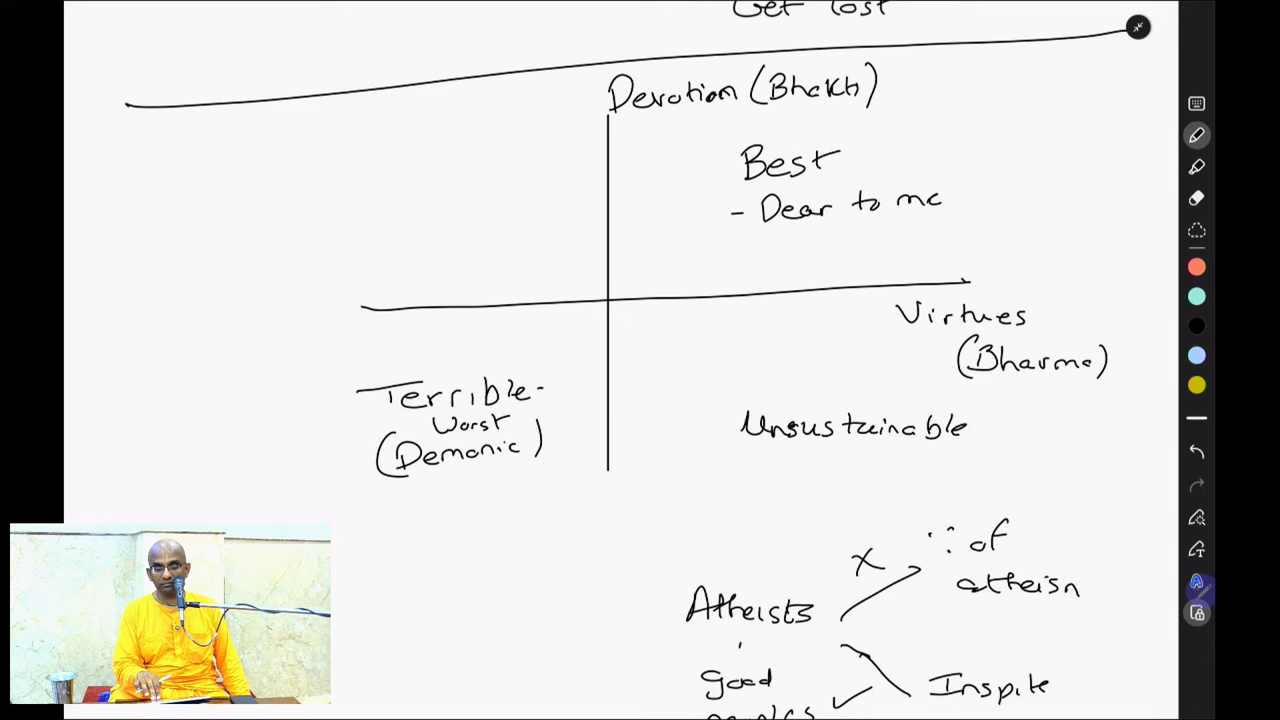 Get lost
Devotion (Bhakti)
Best
- Dear to me
Virtues
(Dharma)
Terrible-
Worst
(Demonic)
Unsustainable
X ∵ of
atheism
Atheists
good
Inspite